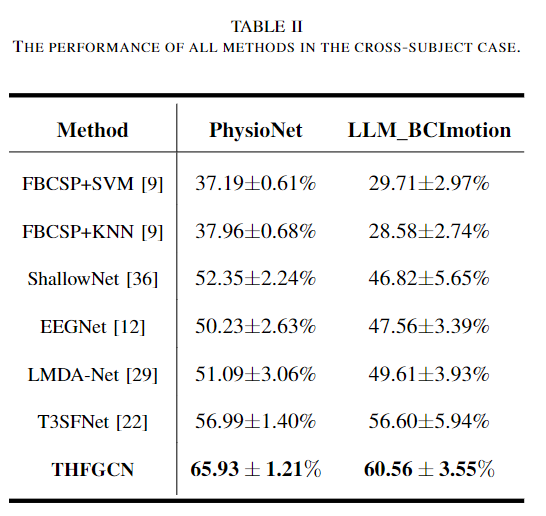 TABLE II
THE PERFORMANCE OF ALL METHODS IN THE CROSS-SUBJECT CASE.
Method PhysioNet LLM_BCImotion
FBCSP+SVM [9] 37.19±0.61% 29.71±2.97%
FBCSP+KNN [9] 37.96±0.68% 28.58±2.74%
ShallowNet [36] 52.35±2.24% 46.82±5.65%
EEGNet [12] 50.23±2.63% 47.56±3.39%
LMDA-Net [29] 51.09±3.06% 49.61±3.93%
T3SFNet [22] 56.99±1.40% 56.60±5.94%
THFGCN 65.93 ± 1.21% 60.56 ± 3.55%